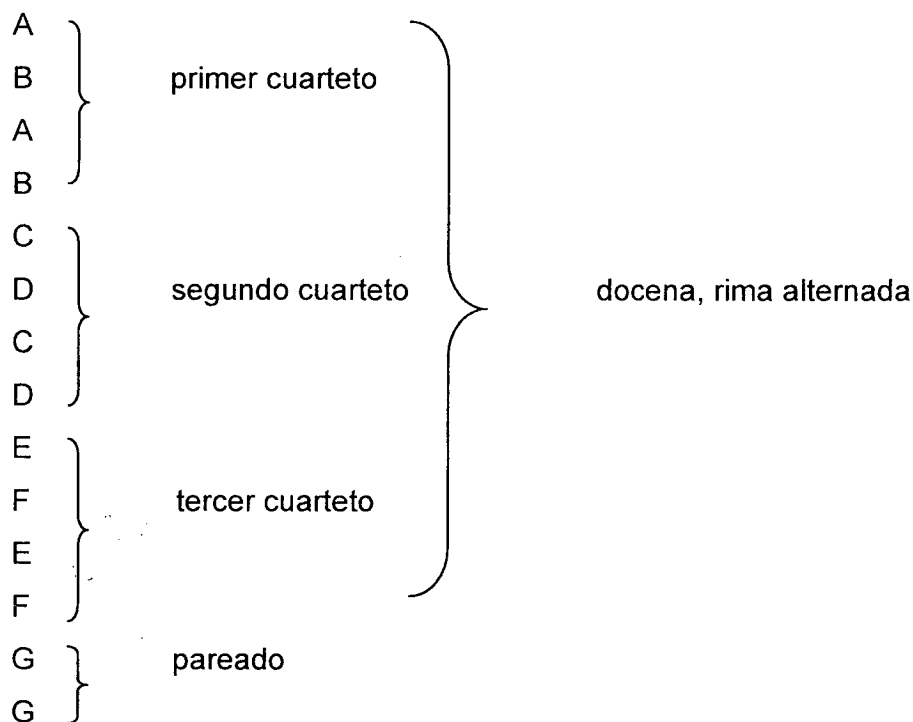 A
B primer cuarteto
A
B
C
D segundo cuarteto docena, rima alternada
C
D
E
F tercer cuarteto
E
F
G pareado
G